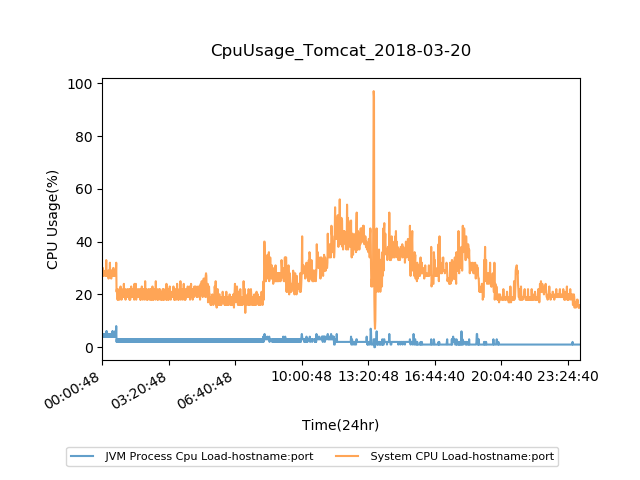 CpuUsage_Tomcat_2018-03-20
100
80
60
40
20
0
CPU Usage(%)
00:00:48
03:20:48
06:40:48
10:00:48
13:20:48
16:44:40
20:04:40
23:24:40
Time(24hr)
JVM Process Cpu Load-hostname:port
System CPU Load-hostname:port